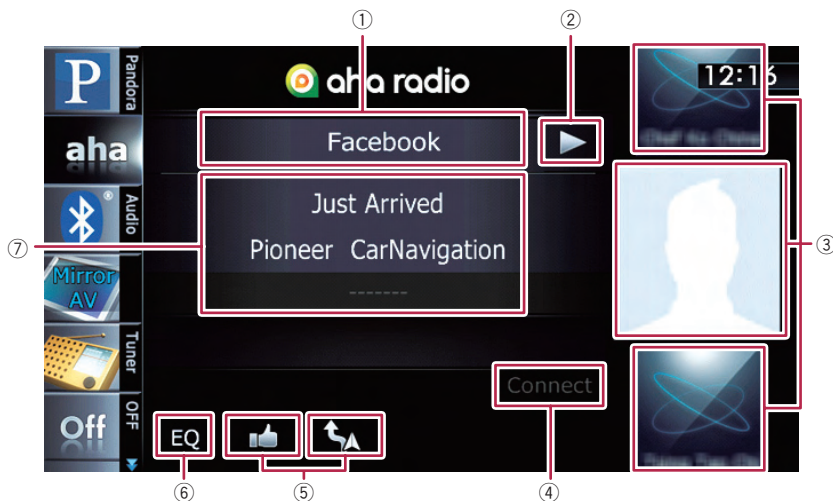 ① ②
P Pandora
aha radio
12:16
aha
Facebook
Audio
Just Arrived
⑦
③
Pioneer CarNavigation
Mirror
AV
-------
Tuner
Connect
Off OFF
EQ
⑥ ⑤ ④